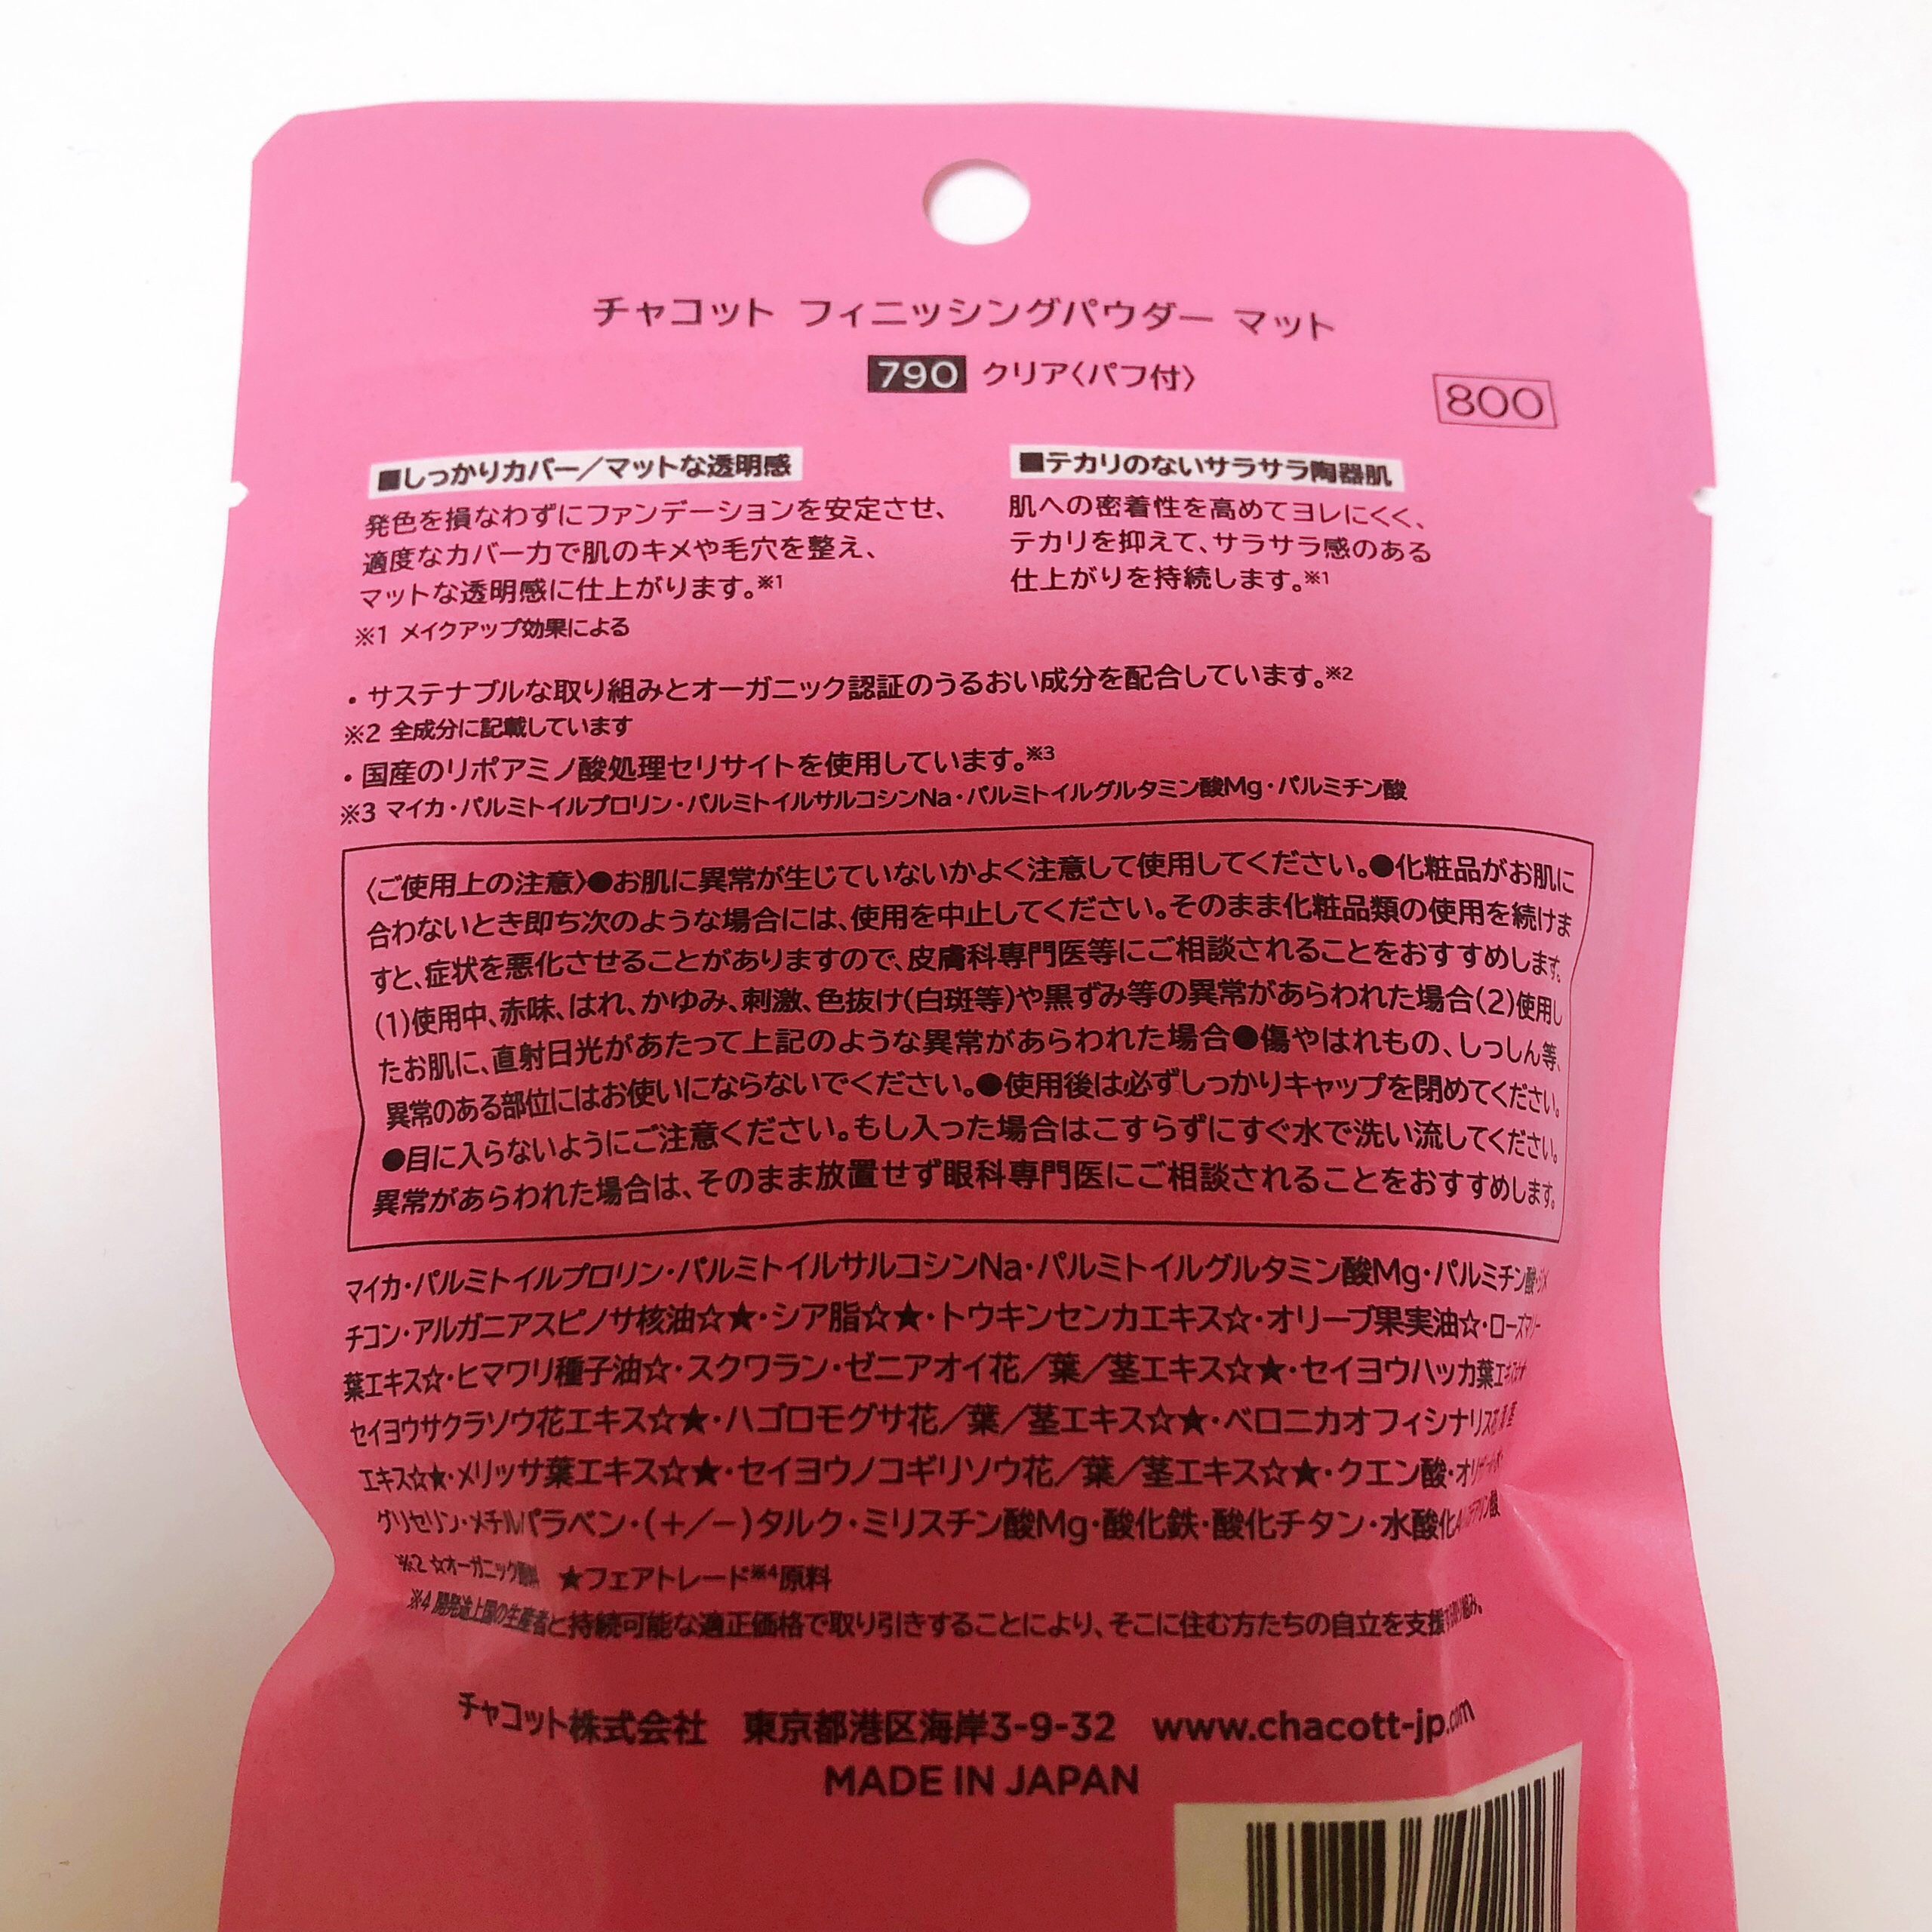 チャコット フィニッシングパウダー マット
790 クリア〈パフ付〉
800
■しっかりカバー／マットな透明感
発色を損なわずにファンデーションを安定させ、
適度なカバー力で肌のキメや毛穴を整え、
マットな透明感に仕上がります。※1
※1 メイクアップ効果による
■テカリのないサラサラ陶器肌
肌への密着性を高めてヨレにくく、
テカリを抑えて、サラサラ感のある
仕上がりを持続します。※1
・サステナブルな取り組みとオーガニック認証のうるおい成分を配合しています。※2
※2 全成分に記載しています
・国産のリポアミノ酸処理セリサイトを使用しています。※3
※3 マイカ・パルミトイルプロリン・パルミトイルサルコシンNa・パルミトイルグルタミン酸Mg・パルミチン酸
〈ご使用上の注意〉●お肌に異常が生じていないかよく注意して使用してください。●化粧品がお肌に
合わないとき即ち次のような場合には、使用を中止してください。そのまま化粧品類の使用を続けま
すと、症状を悪化させることがありますので、皮膚科専門医等にご相談されることをおすすめします。
(1)使用中、赤味、はれ、かゆみ、刺激、色抜け(白斑等)や黒ずみ等の異常があらわれた場合(2)使用し
たお肌に、直射日光があたって上記のような異常があらわれた場合●傷やはれもの、しっしん等、
異常のある部位にはお使いにならないでください。●使用後は必ずしっかりキャップを閉めてください。
●目に入らないようにご注意ください。もし入った場合はこすらずにすぐ水で洗い流してください。
異常があらわれた場合は、そのまま放置せず眼科専門医にご相談されることをおすすめします。
マイカ・パルミトイルプロリン・パルミトイルサルコシンNa・パルミトイルグルタミン酸Mg・パルミチン酸・ジメ
チコン・アルガニアスピノサ核油☆★・シア脂☆★・トウキンセンカエキス☆・オリーブ果実油☆・ローズマリー
葉エキス☆・ヒマワリ種子油☆・スクワラン・ゼニアオイ花／葉／茎エキス☆★・セイヨウハッカ葉エキス
セイヨウサクラソウ花エキス☆★・ハゴロモグサ花／葉／茎エキス☆★・ベロニカオフィシナリス
エキス☆★・メリッサ葉エキス☆★・セイヨウノコギリソウ花／葉／茎エキス☆★・クエン酸・
グリセリン・メチルパラベン・(＋/－)タルク・ミリスチン酸Mg・酸化鉄・酸化チタン・水酸化Al
※2 ☆オーガニック原料 ★フェアトレード※4原料
※4 開発途上国の生産者と持続可能な適正価格で取り引きすることにより、そこに住む方たちの自立を支援する取り組み。
チャコット株式会社 東京都港区海岸3-9-32 www.chacott-jp.com
MADE IN JAPAN